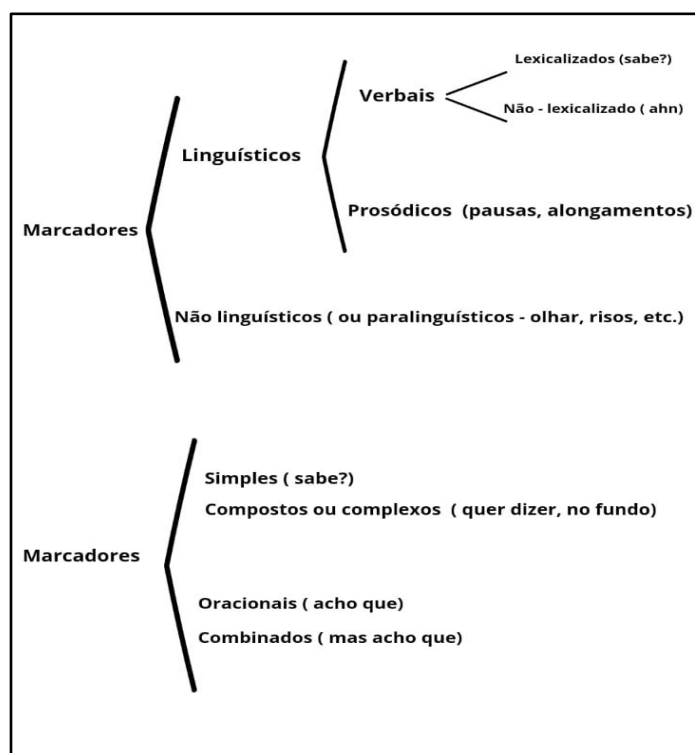 Lexicalizados (sabe?)
Verbais
Não - lexicalizado ( ahn)
Linguísticos
Prosódicos (pausas, alongamentos)
Marcadores
Não linguísticos ( ou paralinguísticos - olhar, risos, etc.)
Simples ( sabe?)
Compostos ou complexos ( quer dizer, no fundo)
Marcadores
Oracionais ( acho que)
Combinados ( mas acho que)